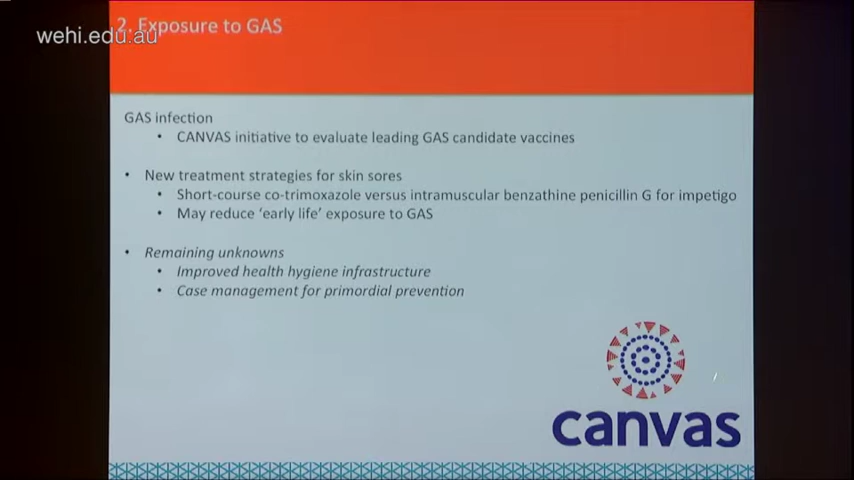 2. Exposure to GAS
wehi.edu.au
GAS infection
• CANVAS initiative to evaluate leading GAS candidate vaccines
• New treatment strategies for skin sores
• Short-course co-trimoxazole versus intramuscular benzathine penicillin G for impetigo
• May reduce ‘early life’ exposure to GAS
• Remaining unknowns
• Improved health hygiene infrastructure
• Case management for primordial prevention
canvas